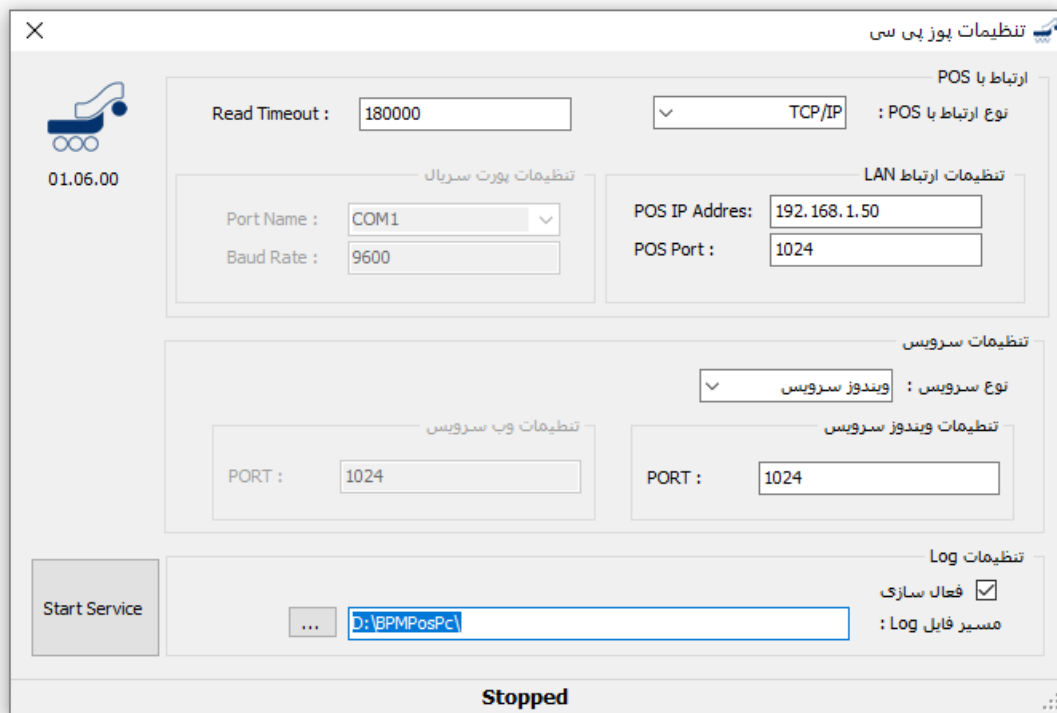 تنظیمات پوز پی سی
01.06.00
ارتباط با POS
نوع ارتباط با POS : TCP/IP
Read Timeout : 180000
تنظیمات ارتباط LAN
POS IP Addres: 192.168.1.50
POS Port : 1024
تنظیمات پورت سریال
Port Name : COM1
Baud Rate : 9600
تنظیمات سرویس
نوع سرویس : ویندوز سرویس
تنظیمات ویندوز سرویس
PORT : 1024
تنظیمات وب سرویس
PORT : 1024
تنظیمات Log
فعال سازی
مسیر فایل Log : D:\BPMPosPc\
...
Start Service
Stopped